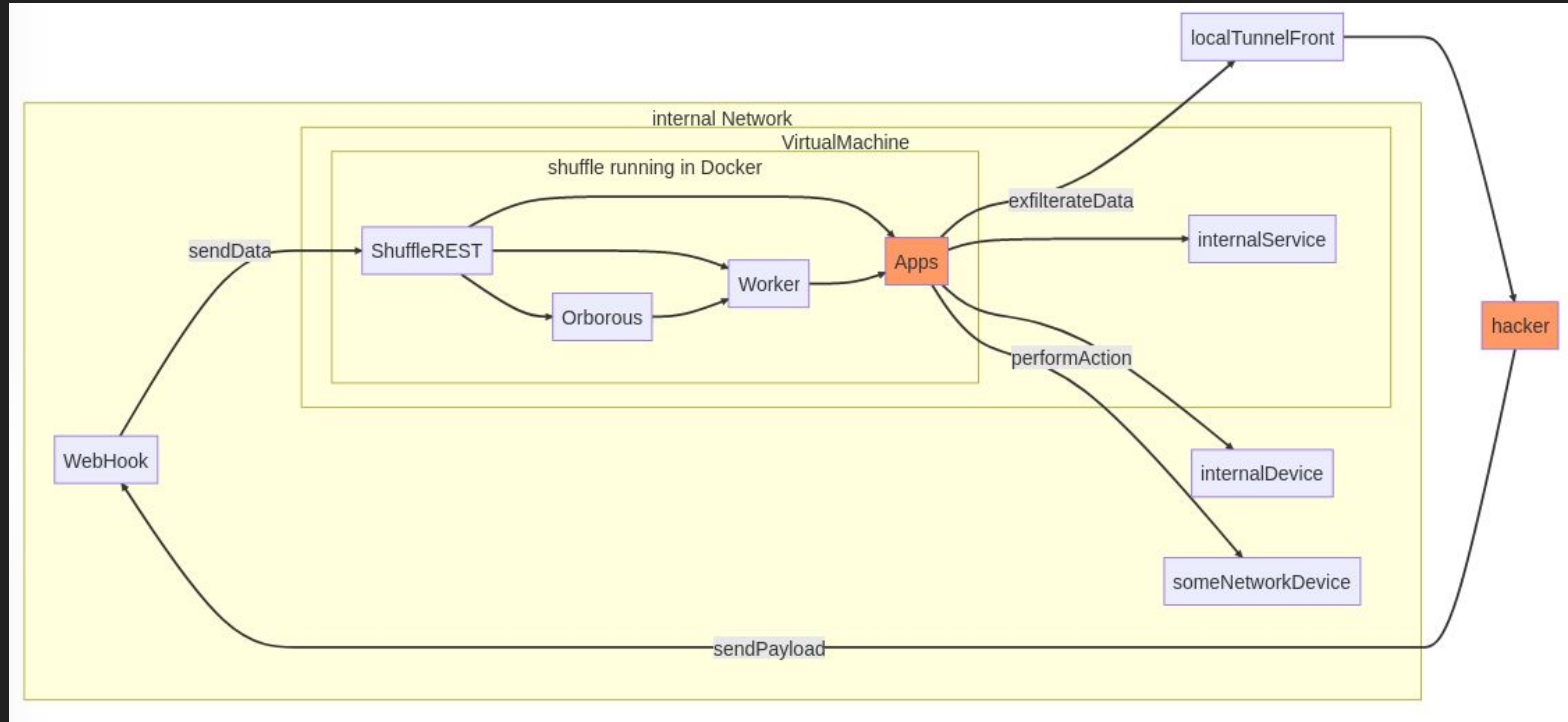 localTunnelFront
internal Network
VirtualMachine
shuffle running in Docker
exfilterateData
sendData
ShuffleREST
internalService
Apps
Worker
Orborous
hacker
performAction
WebHook
internalDevice
someNetworkDevice
sendPayload